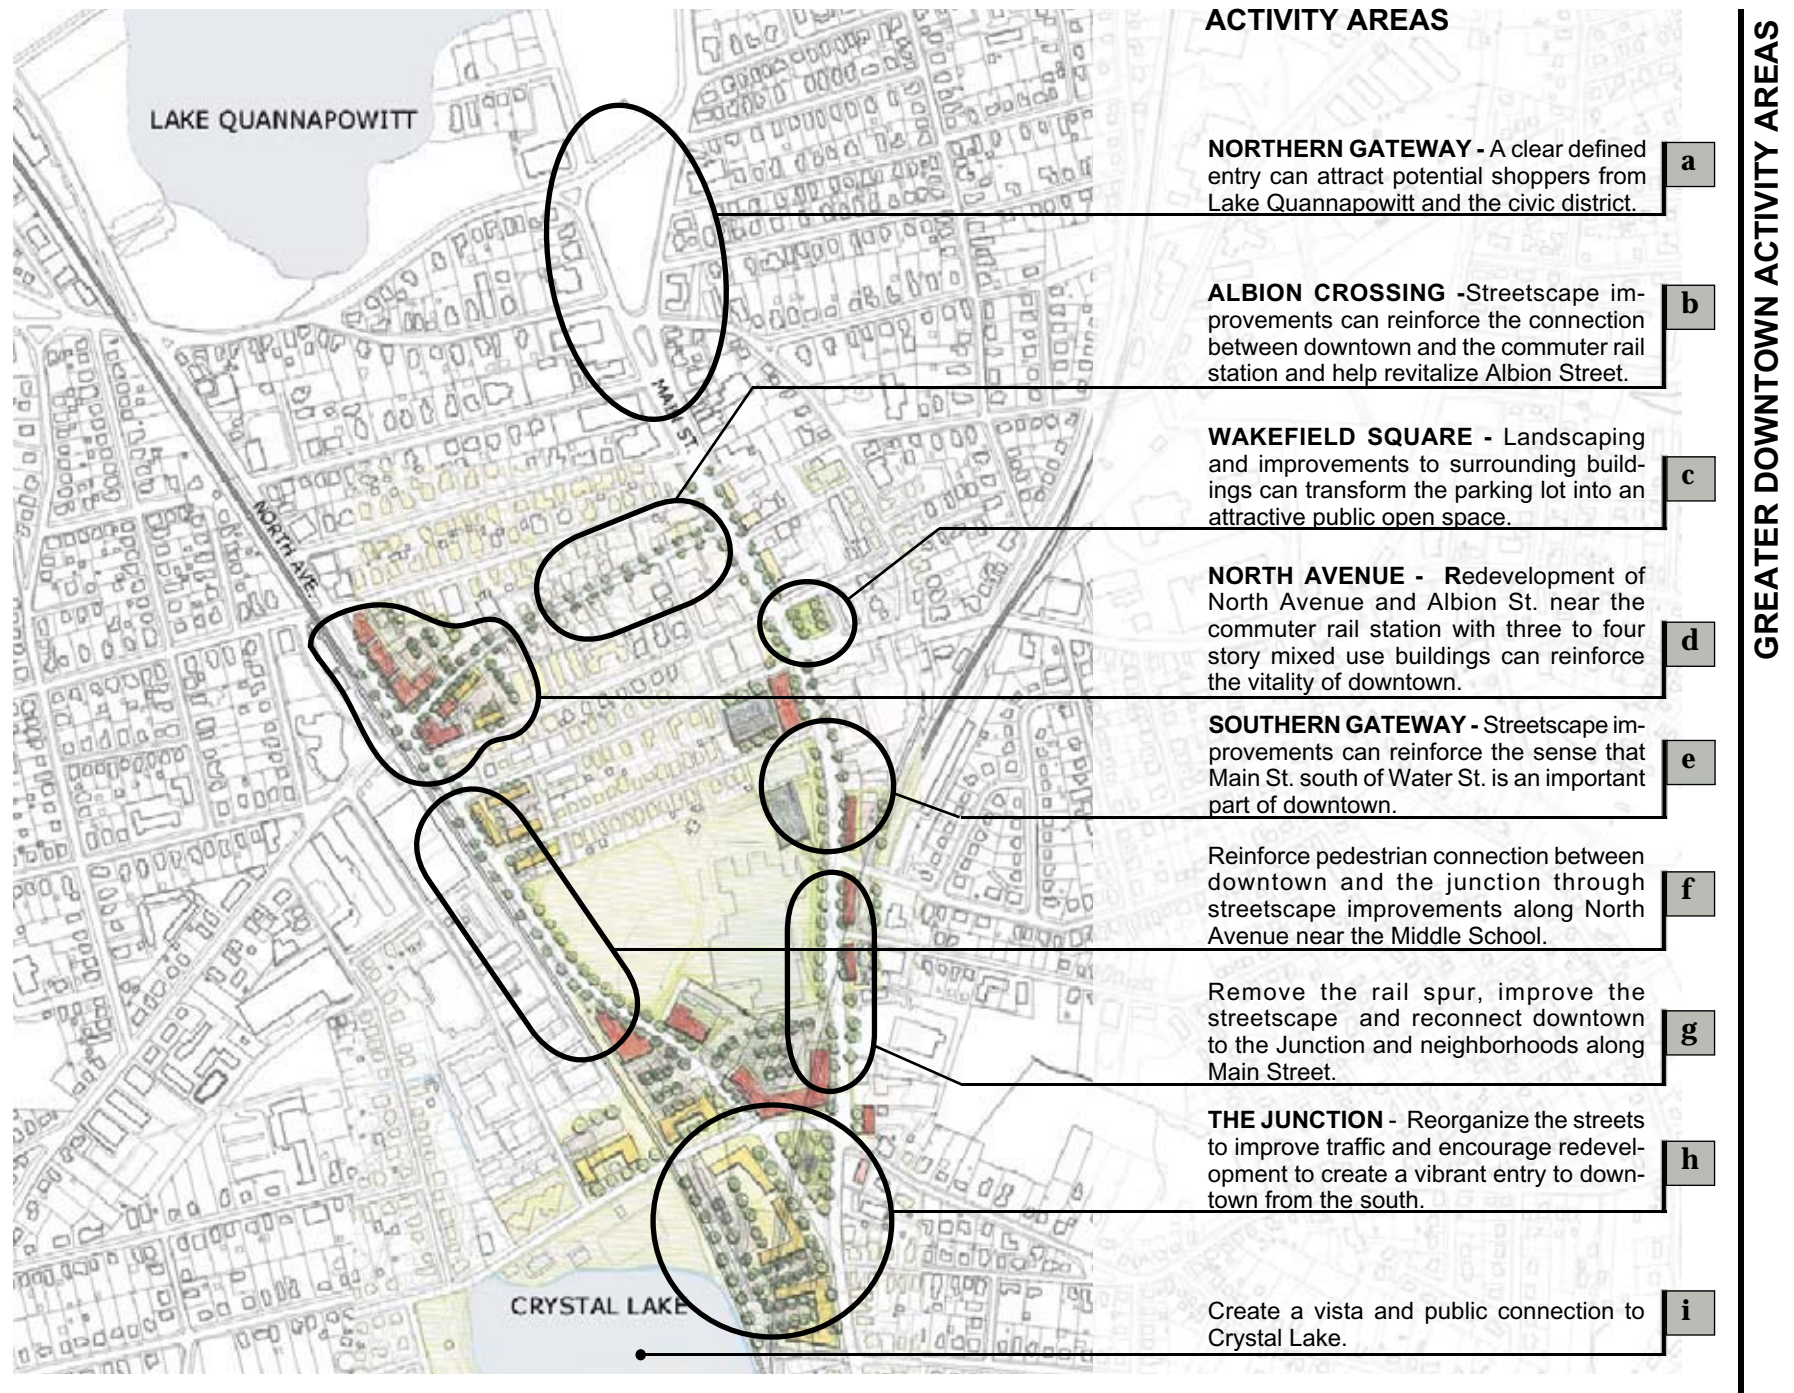 ACTIVITY AREAS
GREATER DOWNTOWN ACTIVITY AREAS
LAKE QUANNAPOWITT
NORTHERN GATEWAY - A clear defined
entry can attract potential shoppers from
Lake Quannapowitt and the civic district.
a
ALBION CROSSING -Streetscape im-
provements can reinforce the connection
between downtown and the commuter rail
station and help revitalize Albion Street.
b
MAIN ST
WAKEFIELD SQUARE - Landscaping
and improvements to surrounding build-
ings can transform the parking lot into an
attractive public open space.
c
NORTH AVE.
NORTH AVENUE - Redevelopment of
North Avenue and Albion St. near the
commuter rail station with three to four
story mixed use buildings can reinforce
the vitality of downtown.
d
SOUTHERN GATEWAY - Streetscape im-
provements can reinforce the sense that
Main St. south of Water St. is an important
part of downtown.
e
Reinforce pedestrian connection between
downtown and the junction through
streetscape improvements along North
Avenue near the Middle School.
f
Remove the rail spur, improve the
streetscape and reconnect downtown
to the Junction and neighborhoods along
Main Street.
g
THE JUNCTION - Reorganize the streets
to improve traffic and encourage redevel-
opment to create a vibrant entry to down-
town from the south.
h
CRYSTAL LAKE
Create a vista and public connection to
Crystal Lake.
i